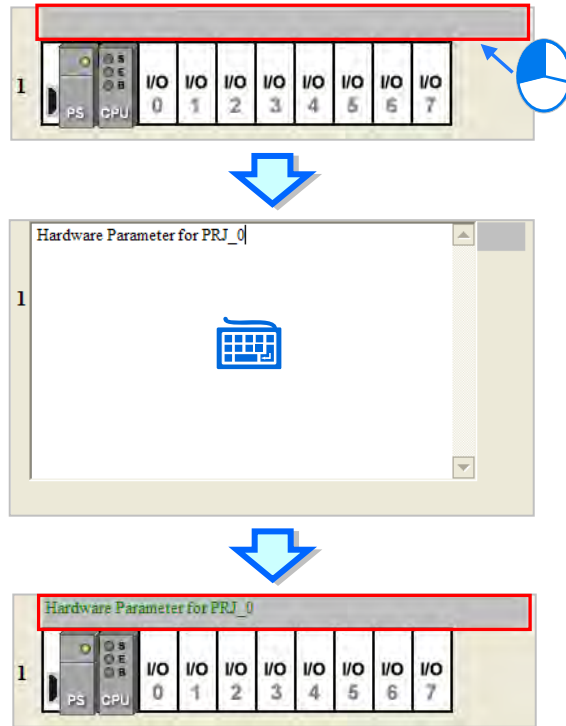 S
E
B
I/O I/O I/O I/O I/O I/O I/O I/O
1
PS CPU 0 1 2 3 4 5 6 7
Hardware Parameter for PRJ_0
1
Hardware Parameter for PRJ_0
S
E
B
I/O I/O I/O I/O I/O I/O I/O I/O
1
PS CPU 0 1 2 3 4 5 6 7